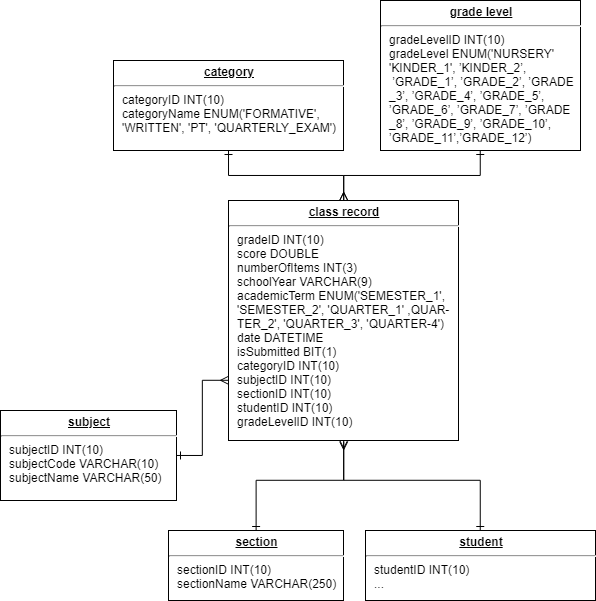 grade level
gradeLevelID INT(10)
gradeLevel ENUM('NURSERY'
'KINDER_1', 'KINDER_2',
'GRADE_1', 'GRADE_2', 'GRADE
_3', 'GRADE_4', 'GRADE_5',
'GRADE_6', 'GRADE_7', 'GRADE
_8', 'GRADE_9', 'GRADE_10',
'GRADE_11','GRADE_12')
category
categoryID INT(10)
categoryName ENUM('FORMATIVE',
'WRITTEN', 'PT', 'QUARTERLY_EXAM')
class record
gradeID INT(10)
score DOUBLE
numberOfItems INT(3)
schoolYear VARCHAR(9)
academicTerm ENUM('SEMESTER_1',
'SEMESTER_2', 'QUARTER_1' ,QUAR-
TER_2', 'QUARTER_3', 'QUARTER-4')
date DATETIME
isSubmitted BIT(1)
categoryID INT(10)
subjectID INT(10)
sectionID INT(10)
studentID INT(10)
gradeLevelID INT(10)
subject
subjectID INT(10)
subjectCode VARCHAR(10)
subjectName VARCHAR(50)
section
sectionID INT(10)
sectionName VARCHAR(250)
student
studentID INT(10)
...